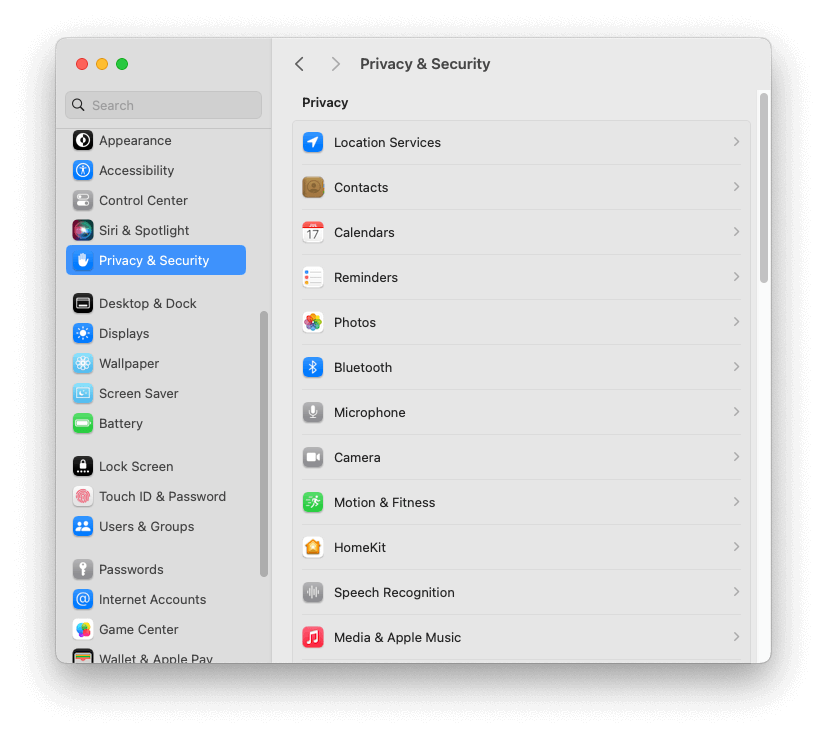 Privacy & Security
Search
Appearance
Accessibility
Control Center
Siri & Spotlight
Privacy & Security
Desktop & Dock
Displays
Wallpaper
Screen Saver
Battery
Lock Screen
Touch ID & Password
Users & Groups
Passwords
Internet Accounts
Game Center
Wallet & Apple Pay
Privacy
Location Services
Contacts
17
Calendars
Reminders
Photos
Bluetooth
Microphone
Camera
Motion & Fitness
HomeKit
Speech Recognition
Media & Apple Music